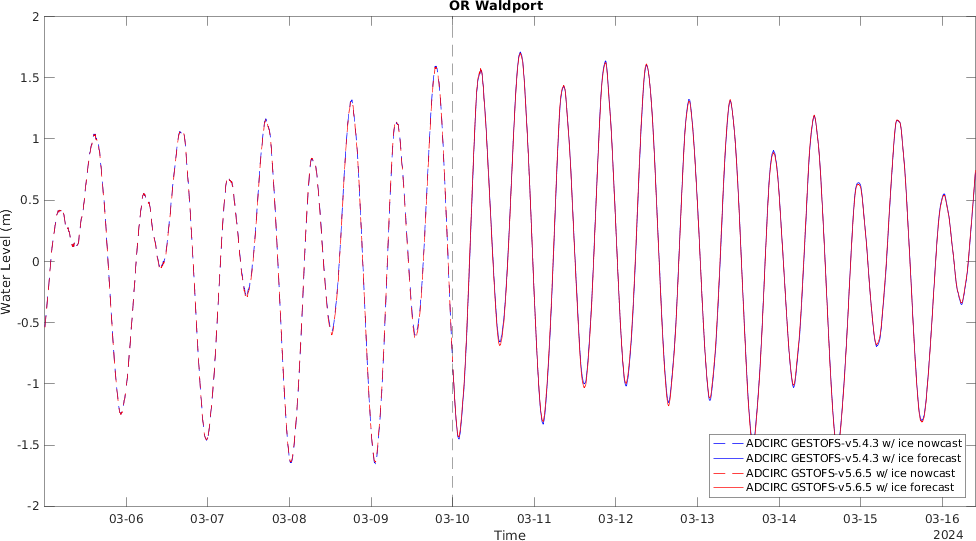 OR Waldport
2
1.5
1
0.5
0
-0.5
-1
-1.5
-2
Water Level (m)
03-06 03-07 03-08 03-09 03-10 03-11 03-12 03-13 03-14 03-15 03-16
Time
2024
ADCIRC GESTOFS-v5.4.3 w/ ice nowcast
ADCIRC GESTOFS-v5.4.3 w/ ice forecast
ADCIRC GSTOFS-v5.6.5 w/ ice nowcast
ADCIRC GSTOFS-v5.6.5 w/ ice forecast